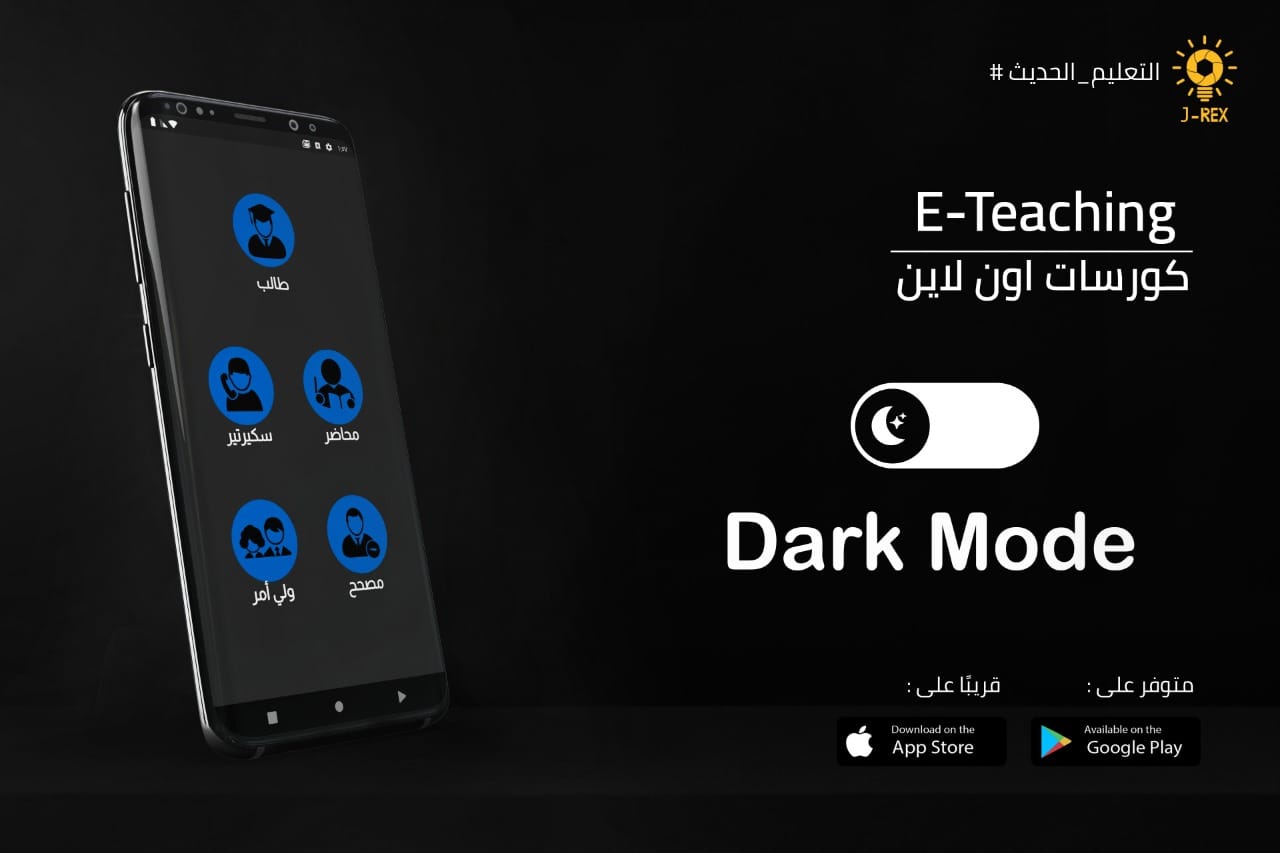 #التعليم_الحديث
J-REX
E-Teaching
كورسات اون لاين
Dark Mode
متوفر على :
Available on the
Google Play
قريبًا على :
Download on the
App Store
طالب
محاضر
سكيرتير
مصحح
ولي أمر